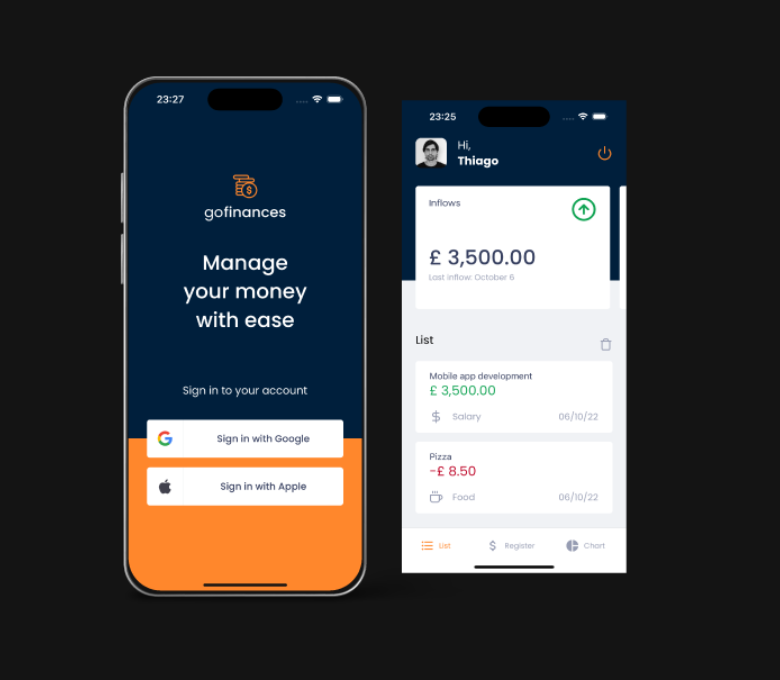 23:27
gofinances
Manage
your money
with ease
Sign in to your account
Sign in with Google
Sign in with Apple
23:25
Hi,
Thiago
Inflows
£ 3,500.00
Last inflow: October 6
List
Mobile app development
£ 3,500.00
Salary 06/10/22
Pizza
-£ 8.50
Food 06/10/22
List Register Chart